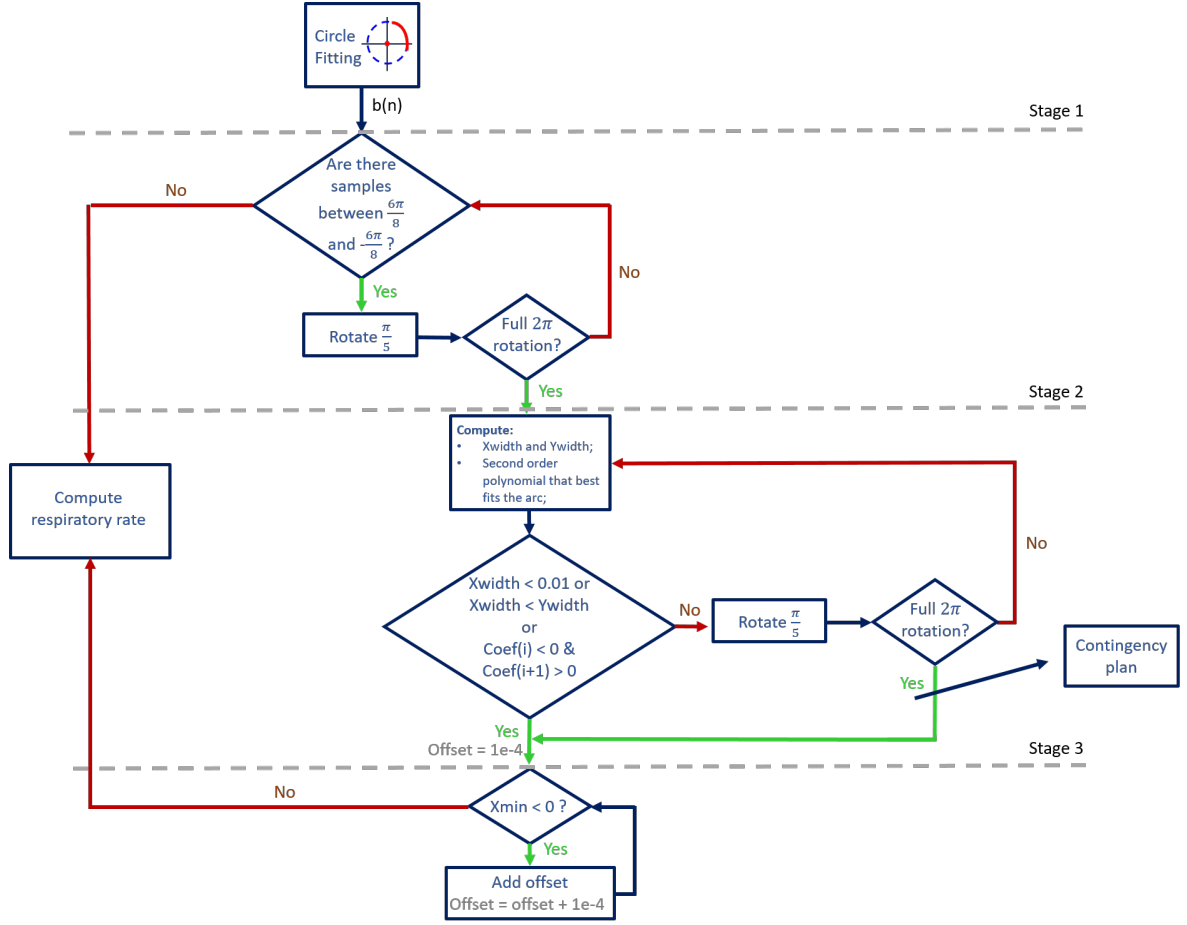 Circle
Fitting
b(n)
Stage 1
Are there
samples
between 6π/8
and -6π/8 ?
No
Yes
No
Rotate π/5
Full 2π
rotation?
Yes
Stage 2
Compute:
• Xwidth and Ywidth;
• Second order
polynomial that best
fits the arc;
Compute
respiratory rate
No
Xwidth < 0.01 or
Xwidth < Ywidth
or
Coef(i) < 0 &
Coef(i+1) > 0
No
Rotate π/5
Full 2π
rotation?
Contingency
plan
Yes
Yes
Offset = 1e-4
Stage 3
No
Xmin < 0 ?
Yes
Add offset
Offset = offset + 1e-4